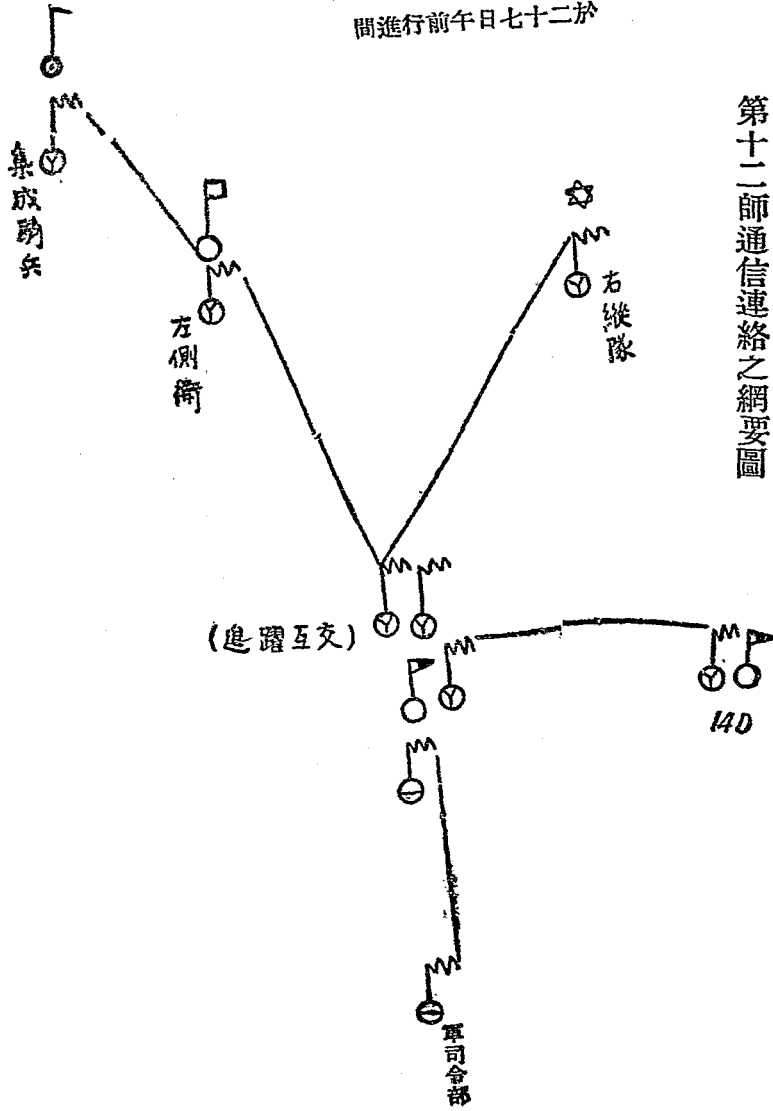 第十二師通信連絡之網要圖
於二十七日午前行進間
右縱隊
左側衛
集成騎兵
(交互躍進)
14D
軍司令部